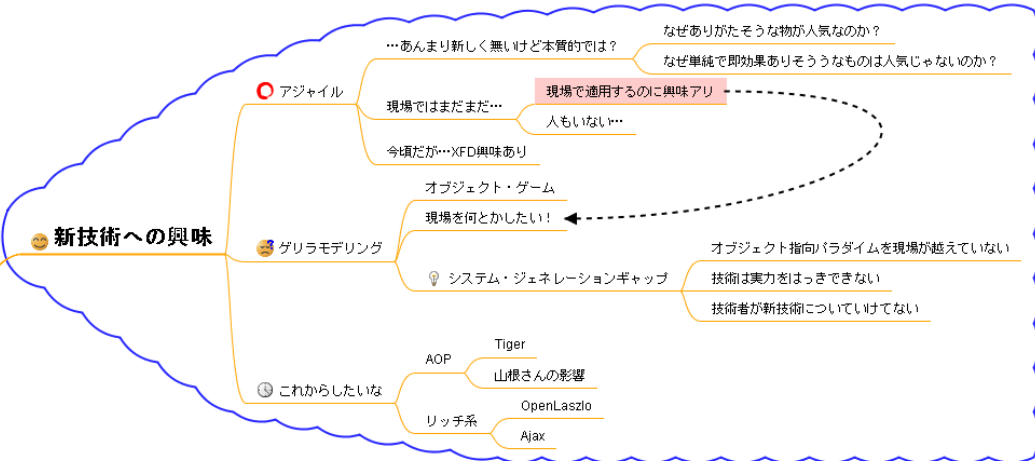 新技術への興味
アジャイル
…あんまり新しく無いけど本質的では？
なぜありがたそうな物が人気なのか？
なぜ単純で即効果ありそううなものは人気じゃないのか？
現場ではまだまだ…
現場で適用するのに興味アリ
人もいない…
今頃だが…XFD興味あり
ゲリラモデリング
オブジェクト・ゲーム
現場を何とかしたい！
システム・ジェネレーションギャップ
オブジェクト指向パラダイムを現場が越えていない
技術は実力をはっきできない
技術者が新技術についていけてない
これからしたいな
AOP
Tiger
山根さんの影響
リッチ系
OpenLaszlo
Ajax